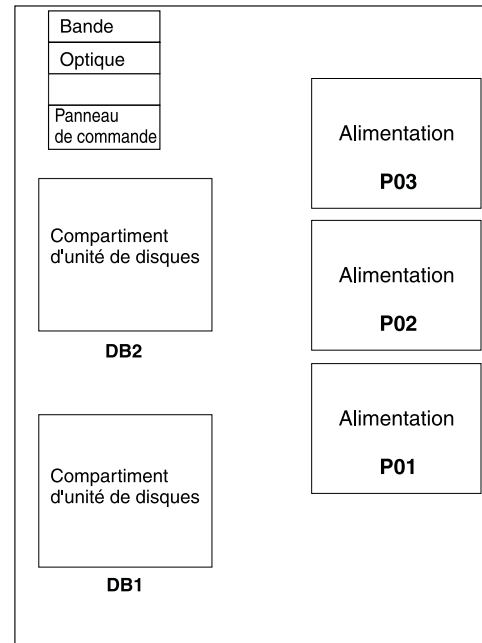 Bande
Optique
Panneau
de commande
Compartiment
d'unité de disques
DB2
Compartiment
d'unité de disques
DB1
Alimentation
P03
Alimentation
P02
Alimentation
P01